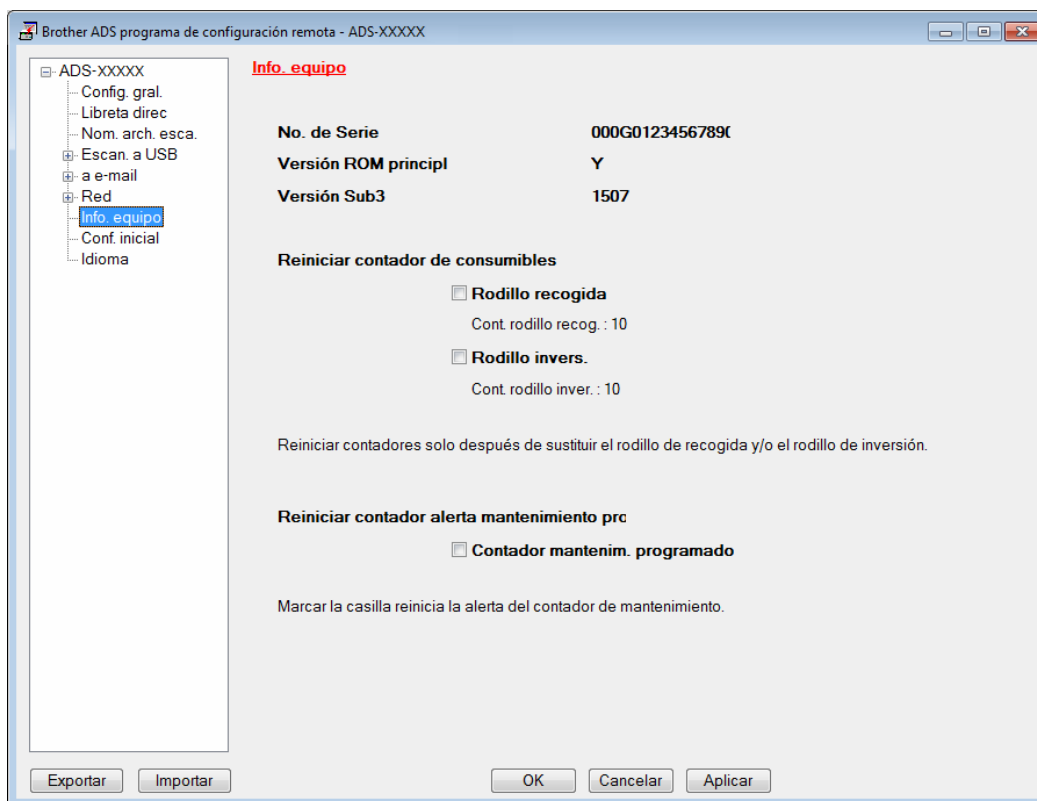 Brother ADS programa de configuración remota - ADS-XXXXX
ADS-XXXXX
Config. gral.
Libreta direc
Nom. arch. esca.
Escan. a USB
a e-mail
Red
Info. equipo
Conf. inicial
Idioma
Info. equipo
No. de Serie 000G0123456789(
Versión ROM principl Y
Versión Sub3 1507
Reiniciar contador de consumibles
Rodillo recogida
Cont. rodillo recog. : 10
Rodillo invers.
Cont. rodillo inver. : 10
Reiniciar contadores solo después de sustituir el rodillo de recogida y/o el rodillo de inversión.
Reiniciar contador alerta mantenimiento pro
Contador mantenim. programado
Marcar la casilla reinicia la alerta del contador de mantenimiento.
Exportar Importar OK Cancelar Aplicar